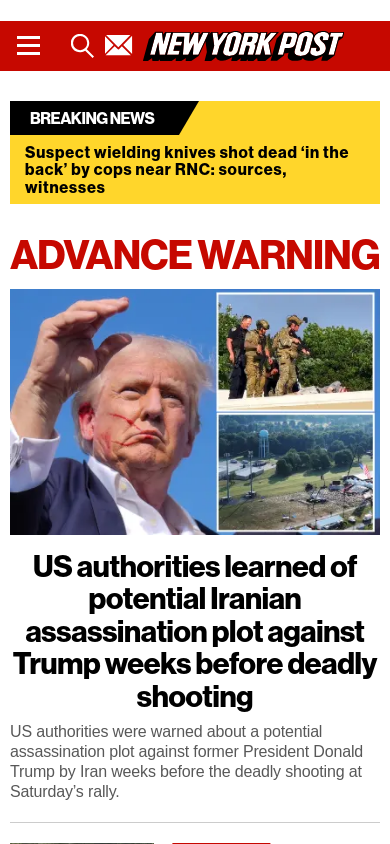 NEW YORK POST
BREAKING NEWS
Suspect wielding knives shot dead ‘in the
back’ by cops near RNC: sources,
witnesses
ADVANCE WARNING
US authorities learned of
potential Iranian
assassination plot against
Trump weeks before deadly
shooting
US authorities were warned about a potential
assassination plot against former President Donald
Trump by Iran weeks before the deadly shooting at
Saturday’s rally.